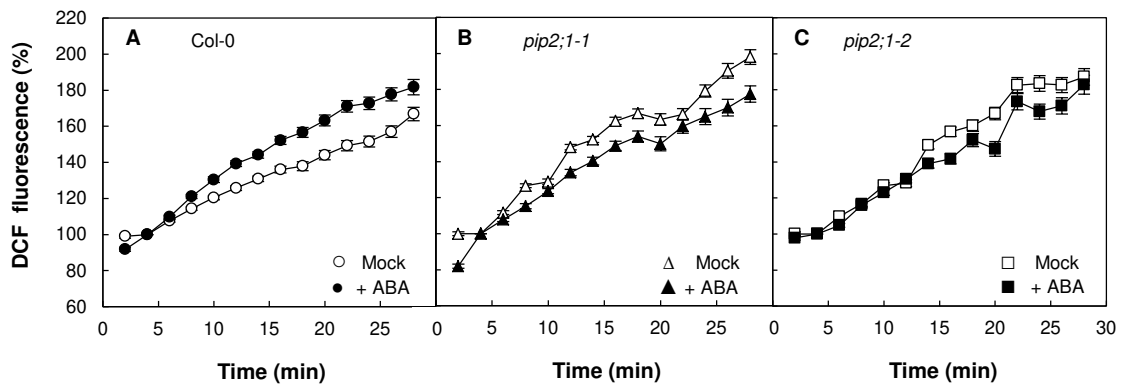 220
200
180
160
140
120
100
80
60
DCF fluorescence (%)
A Col-0
Mock
+ ABA
0 5 10 15 20 25
Time (min)
B pip2;1-1
Mock
+ ABA
0 5 10 15 20 25
Time (min)
C pip2;1-2
Mock
+ ABA
0 5 10 15 20 25 30
Time (min)